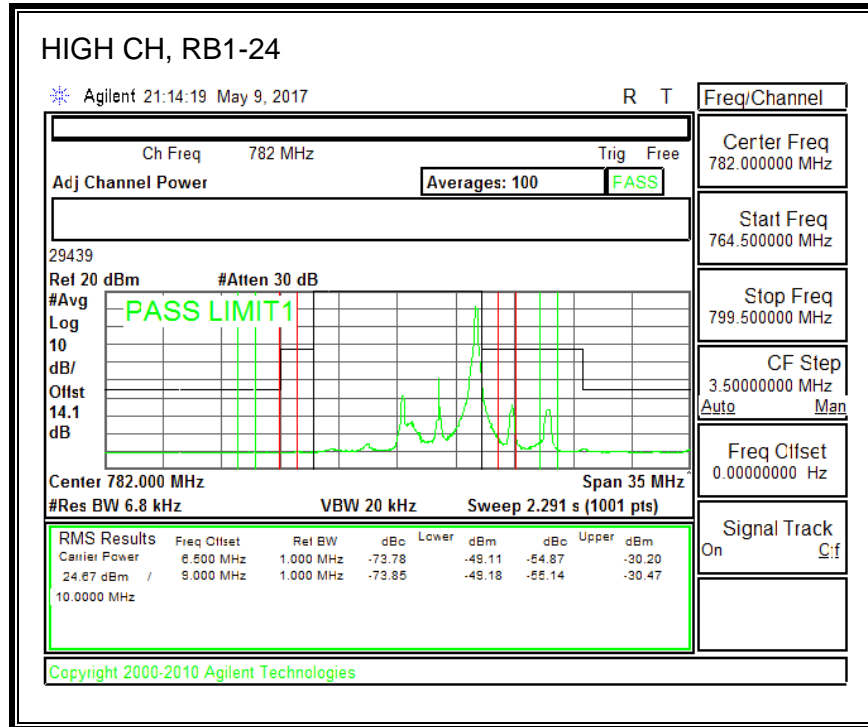 HIGH CH, RB1-24
Agilent 21:14:19 May 9, 2017 R T
Freq/Channel
Ch Freq 782 MHz Trig Free
Adj Channel Power Averages: 100 PASS
Center Freq
782.000000 MHz
Start Freq
764.500000 MHz
Stop Freq
799.500000 MHz
CF Step
3.50000000 MHz
Auto Man
Freq Offset
0.00000000 Hz
Signal Track
On Off
29439
Ref 20 dBm #Atten 30 dB
#Avg
Log
10
dB/
Offst
14.1
dB
PASS LIMIT1
Center 782.000 MHz Span 35 MHz
#Res BW 6.8 kHz VBW 20 kHz Sweep 2.291 s (1001 pts)
RMS Results Freq Offset Ref BW dBc Lower dBm dBc Upper dBm
Carrier Power 6.500 MHz 1.000 MHz -73.78 -49.11 -54.87 -30.20
24.67 dBm / 9.000 MHz 1.000 MHz -73.85 -49.18 -55.14 -30.47
10.0000 MHz
Copyright 2000-2010 Agilent Technologies